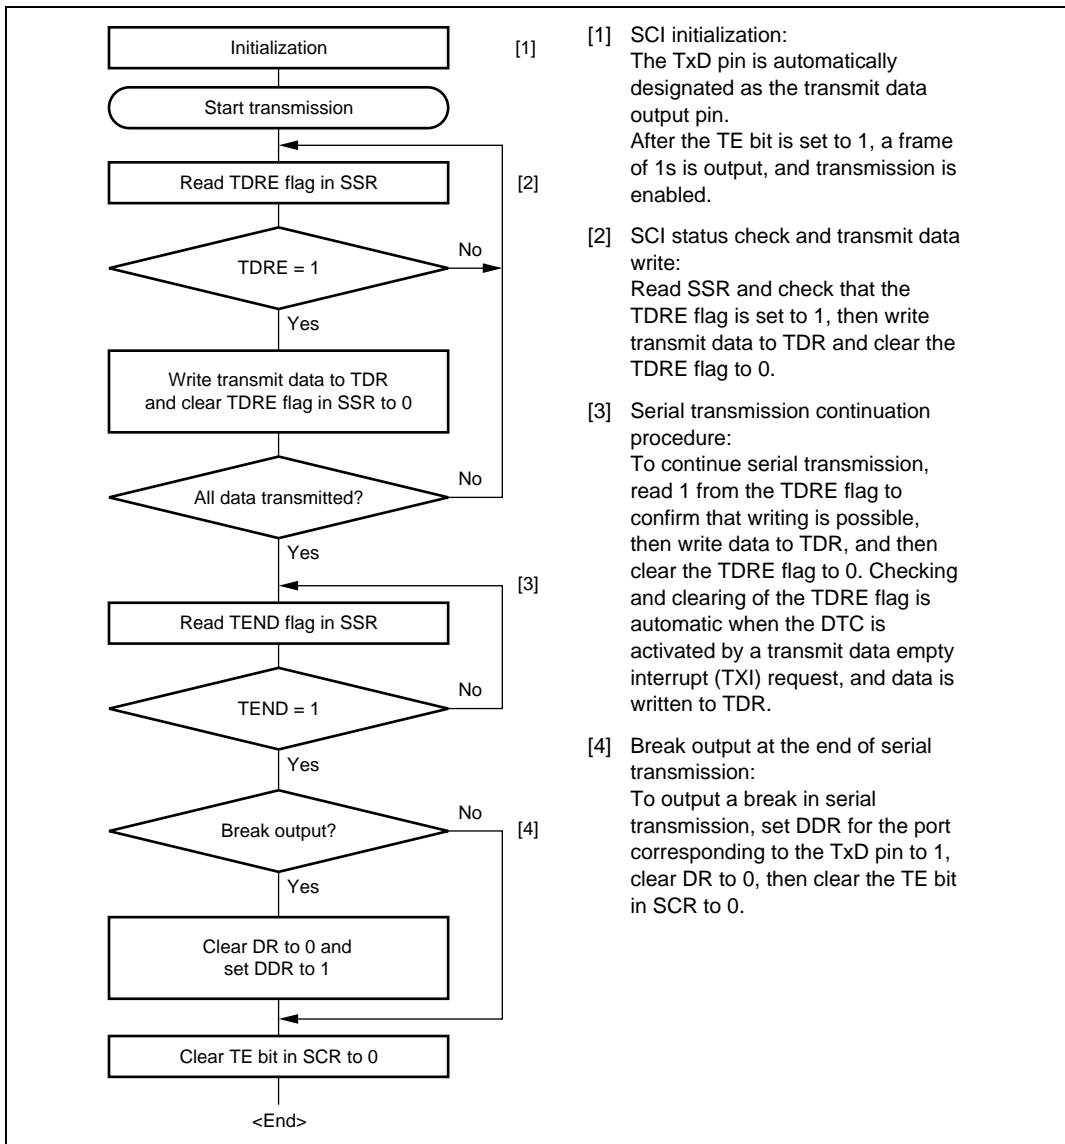 Initialization
[1]
Start transmission
Read TDRE flag in SSR
[2]
TDRE = 1
No
Yes
Write transmit data to TDR
and clear TDRE flag in SSR to 0
All data transmitted?
No
Yes
[3]
Read TEND flag in SSR
TEND = 1
No
Yes
Break output?
No
[4]
Yes
Clear DR to 0 and
set DDR to 1
Clear TE bit in SCR to 0
<End>
[1] SCI initialization:
The TxD pin is automatically
designated as the transmit data
output pin.
After the TE bit is set to 1, a frame
of 1s is output, and transmission is
enabled.
[2] SCI status check and transmit data
write:
Read SSR and check that the
TDRE flag is set to 1, then write
transmit data to TDR and clear the
TDRE flag to 0.
[3] Serial transmission continuation
procedure:
To continue serial transmission,
read 1 from the TDRE flag to
confirm that writing is possible,
then write data to TDR, and then
clear the TDRE flag to 0. Checking
and clearing of the TDRE flag is
automatic when the DTC is
activated by a transmit data empty
interrupt (TXI) request, and data is
written to TDR.
[4] Break output at the end of serial
transmission:
To output a break in serial
transmission, set DDR for the port
corresponding to the TxD pin to 1,
clear DR to 0, then clear the TE bit
in SCR to 0.